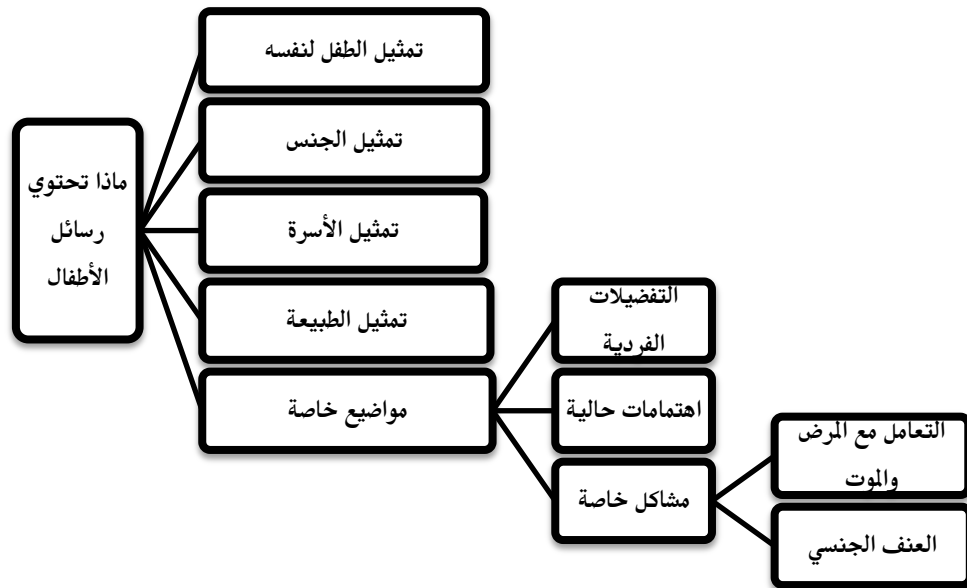 ماذا تحتوي
رسائل
الأطفال
تمثيل الطفل لنفسه
تمثيل الجنس
تمثيل الأسرة
تمثيل الطبيعة
مواضيع خاصة
التفضيلات
الفردية
اهتمامات حالية
مشاكل خاصة
التعامل مع المرض
والموت
العنف الجنسي